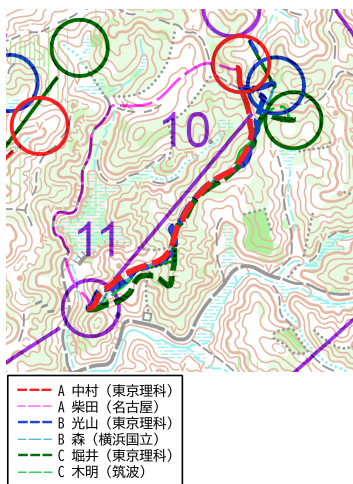 10
11
A 中村（東京理科）
A 柴田（名古屋）
B 光山（東京理科）
B 森（横浜国立）
C 堀井（東京理科）
C 木明（筑波）